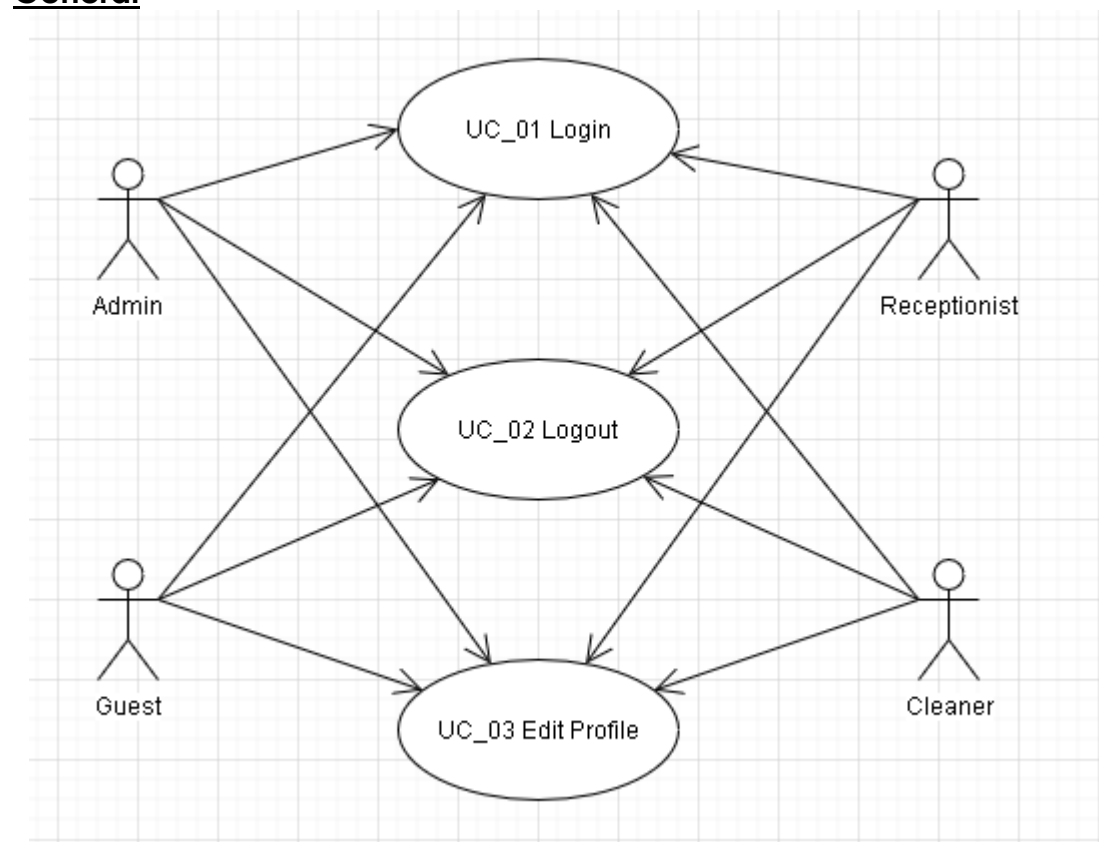 General
UC_01 Login
Admin
Receptionist
UC_02 Logout
Guest
Cleaner
UC_03 Edit Profile